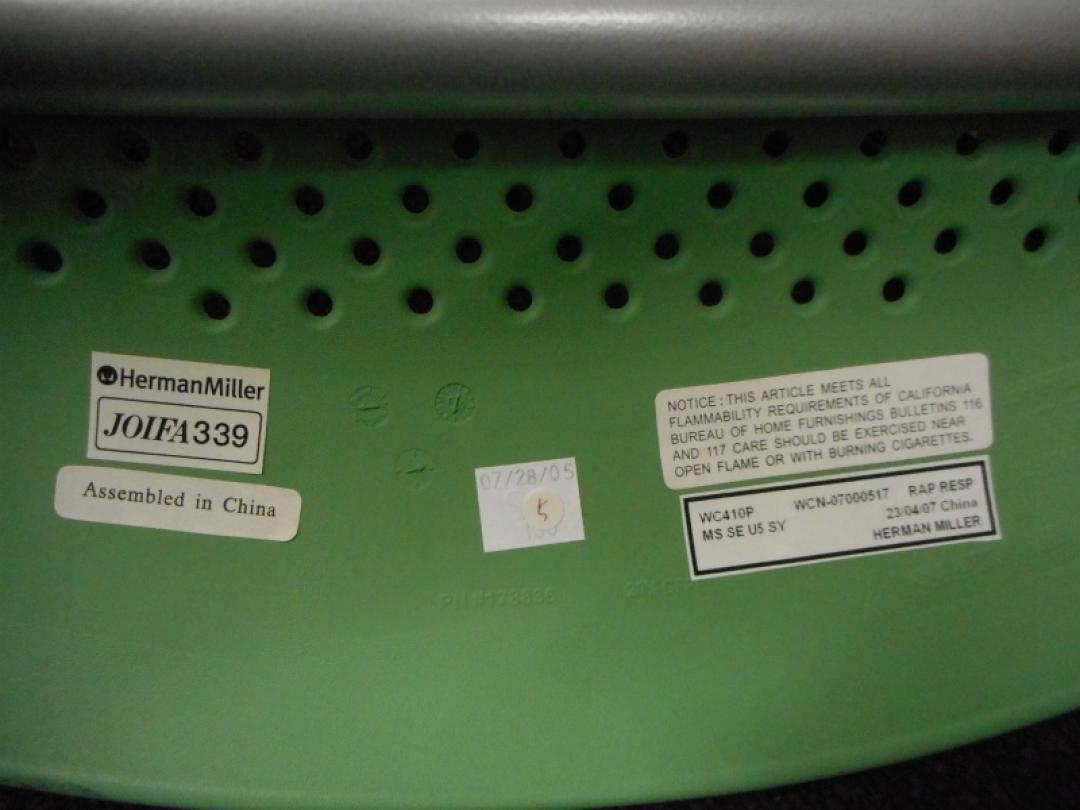 HermanMiller
JOIFA339
Assembled in China
07/28/05
NOTICE : THIS ARTICLE MEETS ALL
FLAMMABILITY REQUIREMENTS OF CALIFORNIA
BUREAU OF HOME FURNISHINGS BULLETINS 116
AND 117 CARE SHOULD BE EXERCISED NEAR
OPEN FLAME OR WITH BURNING CIGARETTES.
WC410P WCN-07000517 RAP RESP
MS SE U5 SY 23/04/07 China
HERMAN MILLER